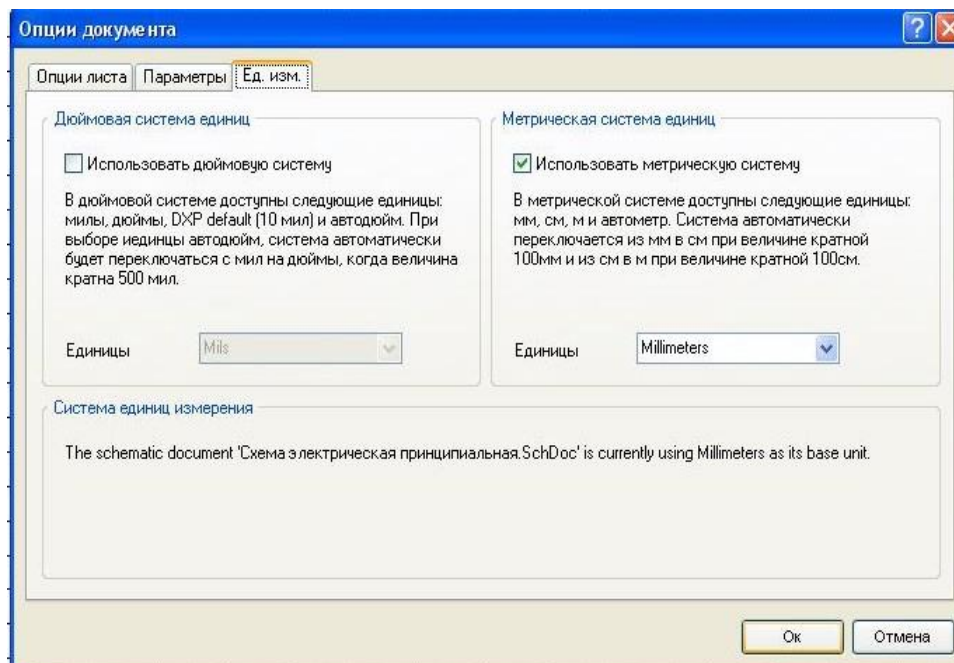 Опции документа
Опции листа
Параметры
Ед. изм.
Дюймовая система единиц
Использовать дюймовую систему
В дюймовой системе доступны следующие единицы:
милы, дюймы, DXP default (10 мил) и автодюйм. При
выборе иединцы автодюйм, система автоматически
будет переключаться с мил на дюймы, когда величина
кратна 500 мил.
Единицы
Mils
Метрическая система единиц
Использовать метрическую систему
В метрической системе доступны следующие единицы:
мм, см, м и автометр. Система автоматически
переключается из мм в см при величине кратной
100мм и из см в м при величине кратной 100см.
Единицы
Millimeters
Система единиц измерения
The schematic document 'Схема электрическая принципиальная.SchDoc' is currently using Millimeters as its base unit.
Ок
Отмена